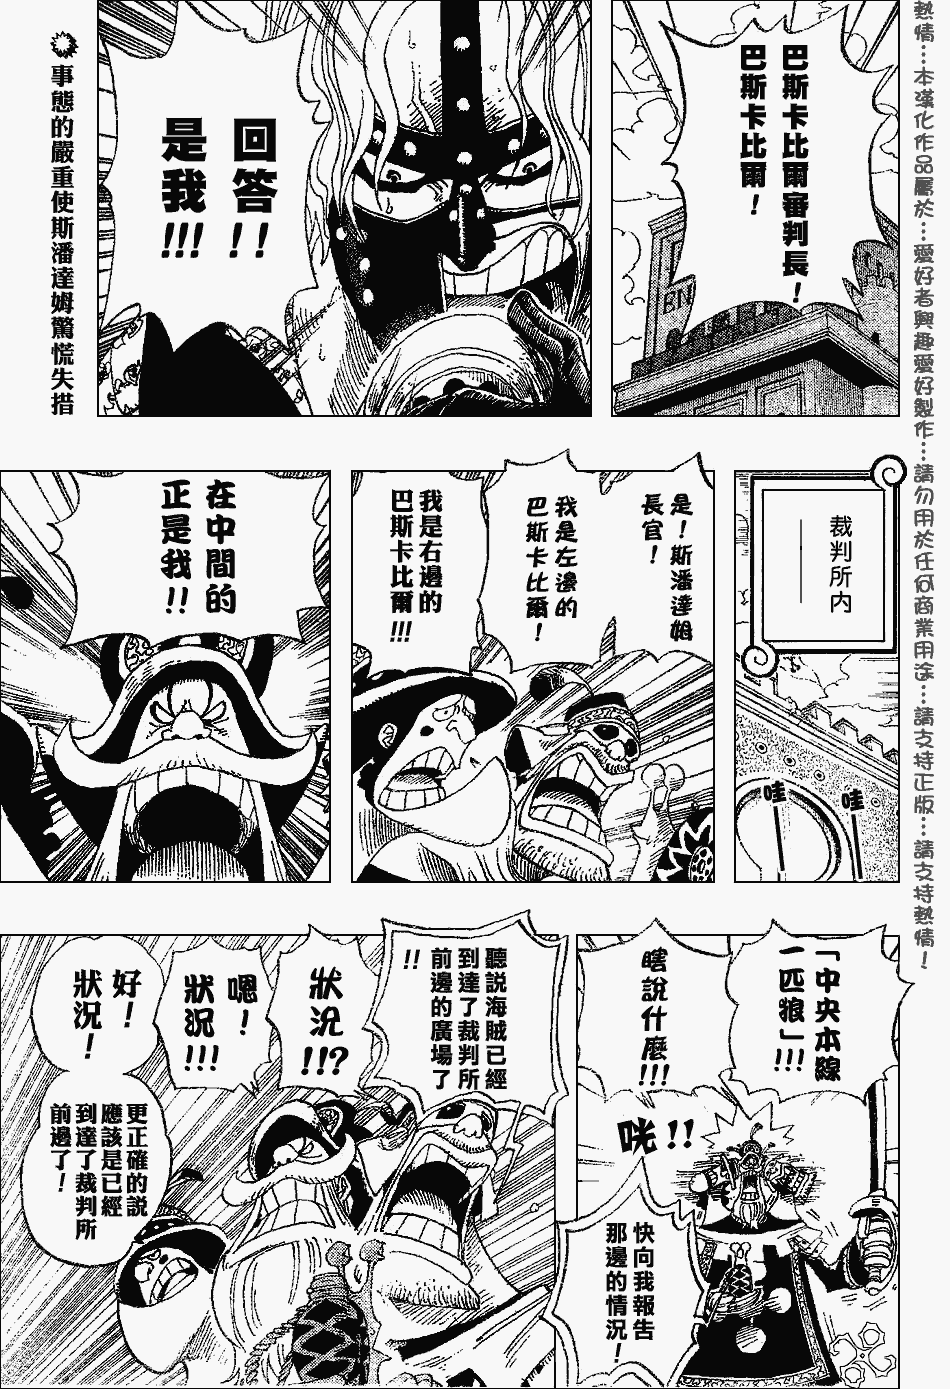 熱情…本漢化作品屬於…愛好者興趣愛好製作…請勿用於任何商業用途…請支持正版…請支持熱情！
巴斯卡比爾審判長！
巴斯卡比爾！
BN
回答！！
是我!!!
事態的嚴重使斯潘達姆驚慌失措
裁判所內
──
哇
哇
是！斯潘達姆
長官！
我是左邊的
巴斯卡比爾！
我是右邊的
巴斯卡比爾!!!
在中間的
正是我!!
「中央本線
一匹狼」!!!
瞎說什麼!!!
咣!!
快向我報告
那邊的情況！
聽說海賊已經
到達了裁判所
前邊的廣場了
!!
狀況!!?
嗯！
狀況!!!
好！
狀況！
更正確的說
應該是已經
到達了裁判所
前邊了！